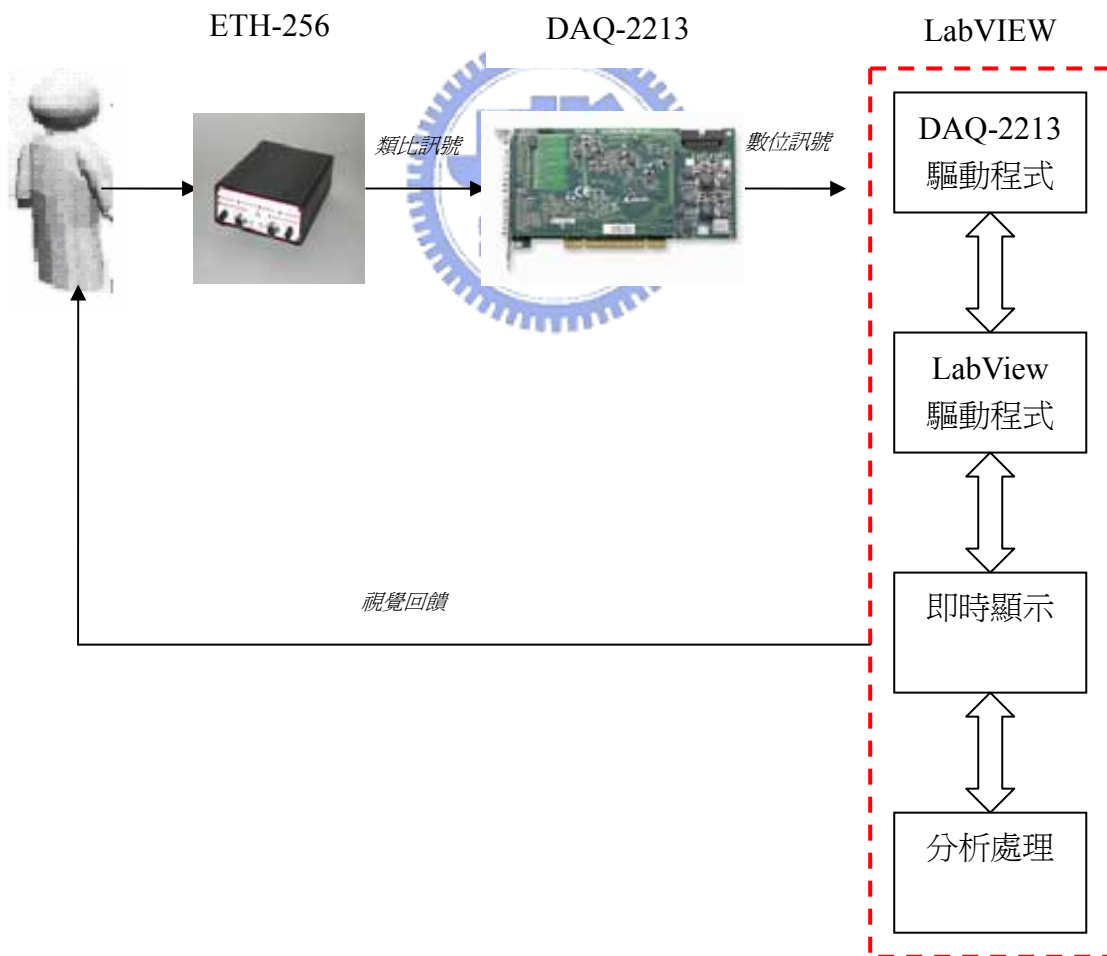 ETH-256
DAQ-2213
LabVIEW
類比訊號
數位訊號
DAQ-2213
驅動程式
LabView
驅動程式
即時顯示
視覺回饋
分析處理